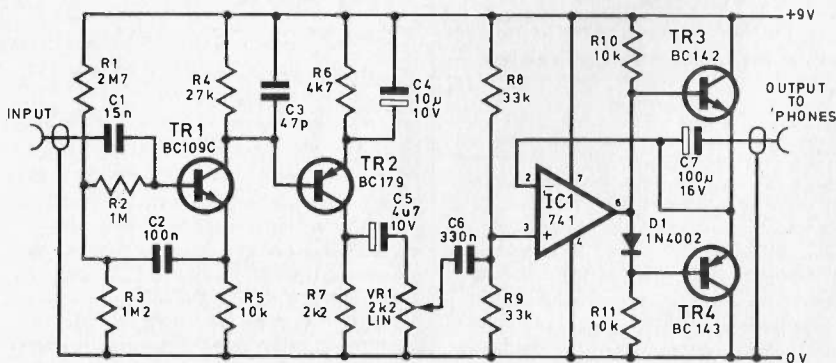 +9V
R1
2M7
C1
15n
INPUT
R4
27k
TR1
BC109C
R2
1M
C2
100n
R3
1M2
R5
10k
C3
47p
R6
4k7
C4
10µ
10V
TR2
BC179
C5
4u7
10V
R7
2k2
VR1
2k2
LIN
C6
330n
R8
33k
R9
33k
2
3
7
6
4
−
+
IC1
741
R10
10k
D1
1N4002
R11
10k
TR3
BC142
OUTPUT
TO
'PHONES
C7
100µ
16V
TR4
BC143
0V